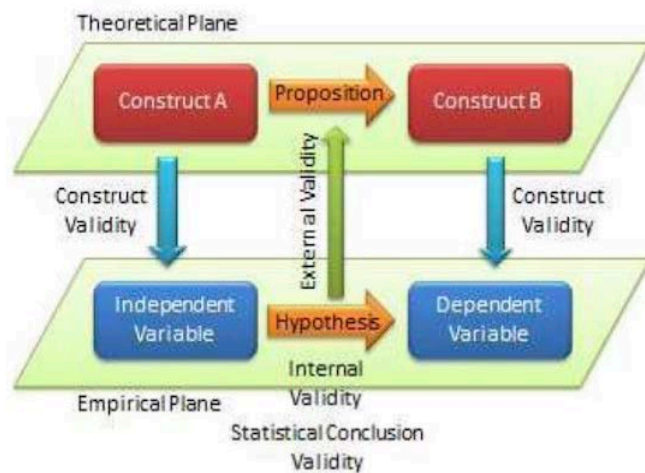 Theoretical Plane
Construct A
Proposition
Construct B
Construct
Validity
External Validity
Construct
Validity
Independent
Variable
Hypothesis
Dependent
Variable
Internal
Validity
Empirical Plane
Statistical Conclusion
Validity